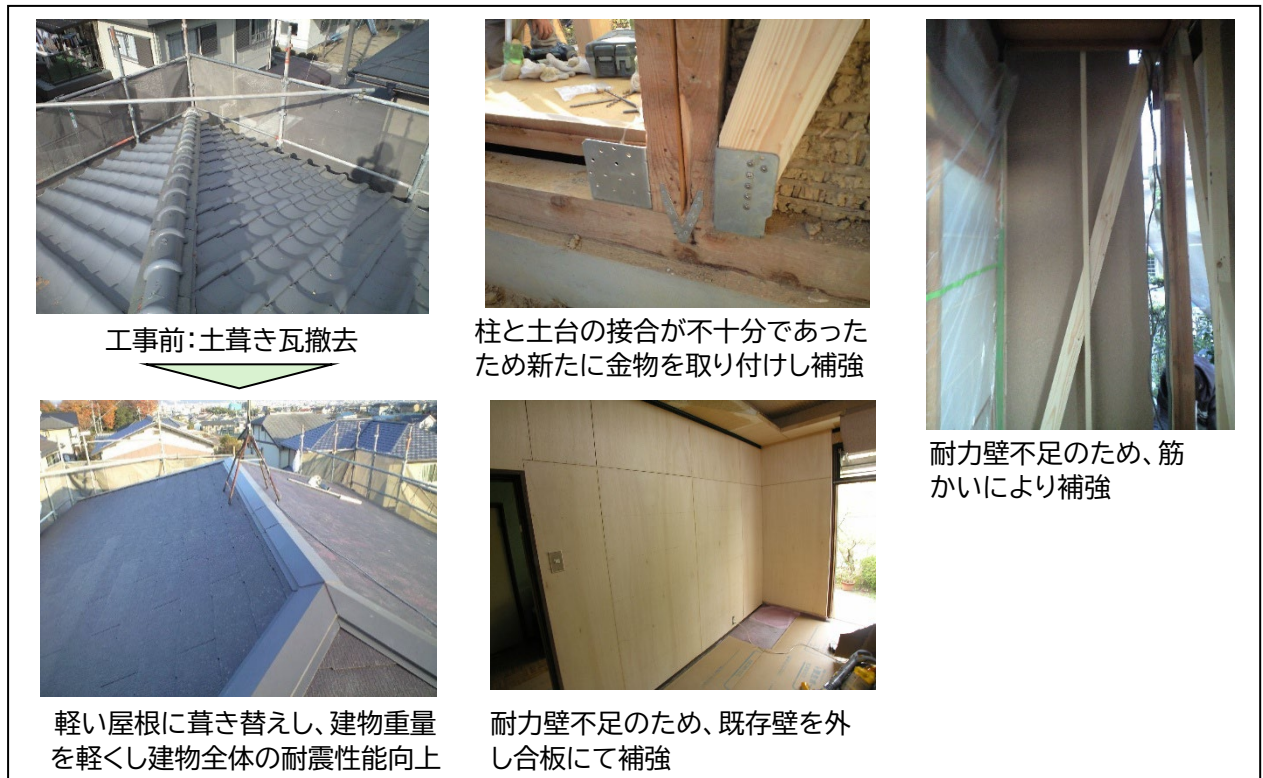 工事前：土葺き瓦撤去
軽い屋根に葺き替えし、建物重量
を軽くし建物全体の耐震性能向上
柱と土台の接合が不十分であった
ため新たに金物を取り付けし補強
耐力壁不足のため、既存壁を外
し合板にて補強
耐力壁不足のため、筋
かいにより補強